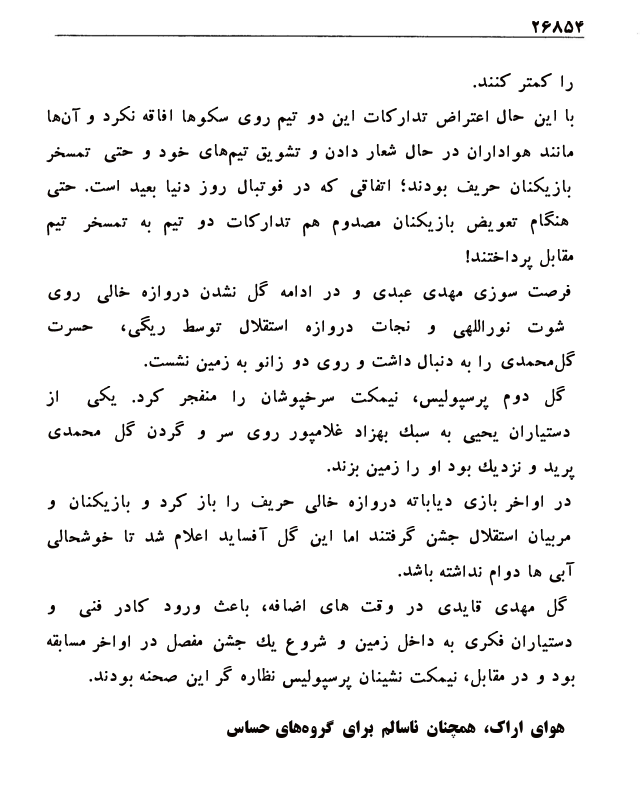 ۲۶۸۵۴
را کمتر کنند.
با این حال اعتراض تدارکات این دو تیم روی سکوها افاقه نکرد و آن‌ها
مانند هواداران در حال شعار دادن و تشویق تیم‌های خود و حتی تمسخر
بازیکنان حریف بودند؛ اتفاقی که در فوتبال روز دنیا بعید است. حتی
هنگام تعویض بازیکنان مصدوم هم تدارکات دو تیم به تمسخر تیم
مقابل پرداختند!
فرصت سوزی مهدی عبدی و در ادامه گل نشدن دروازه خالی روی
شوت نوراللهی و نجات دروازه استقلال توسط ریگی، حسرت
گل‌محمدی را به دنبال داشت و روی دو زانو به زمین نشست.
گل دوم پرسپولیس، نیمکت سرخپوشان را منفجر کرد. یکی از
دستیاران یحیی به سبك بهزاد غلامپور روی سر و گردن گل محمدی
پرید و نزدیك بود او را زمین بزند.
در اواخر بازی دیاباته دروازه خالی حریف را باز کرد و بازیکنان و
مربیان استقلال جشن گرفتند اما این گل آفساید اعلام شد تا خوشحالی
آبی ها دوام نداشته باشد.
گل مهدی قایدی در وقت های اضافه، باعث ورود کادر فنی و
دستیاران فکری به داخل زمین و شروع یك جشن مفصل در اواخر مسابقه
بود و در مقابل، نیمکت نشینان پرسپولیس نظاره گر این صحنه بودند.
هوای اراک، همچنان ناسالم برای گروه‌های حساس